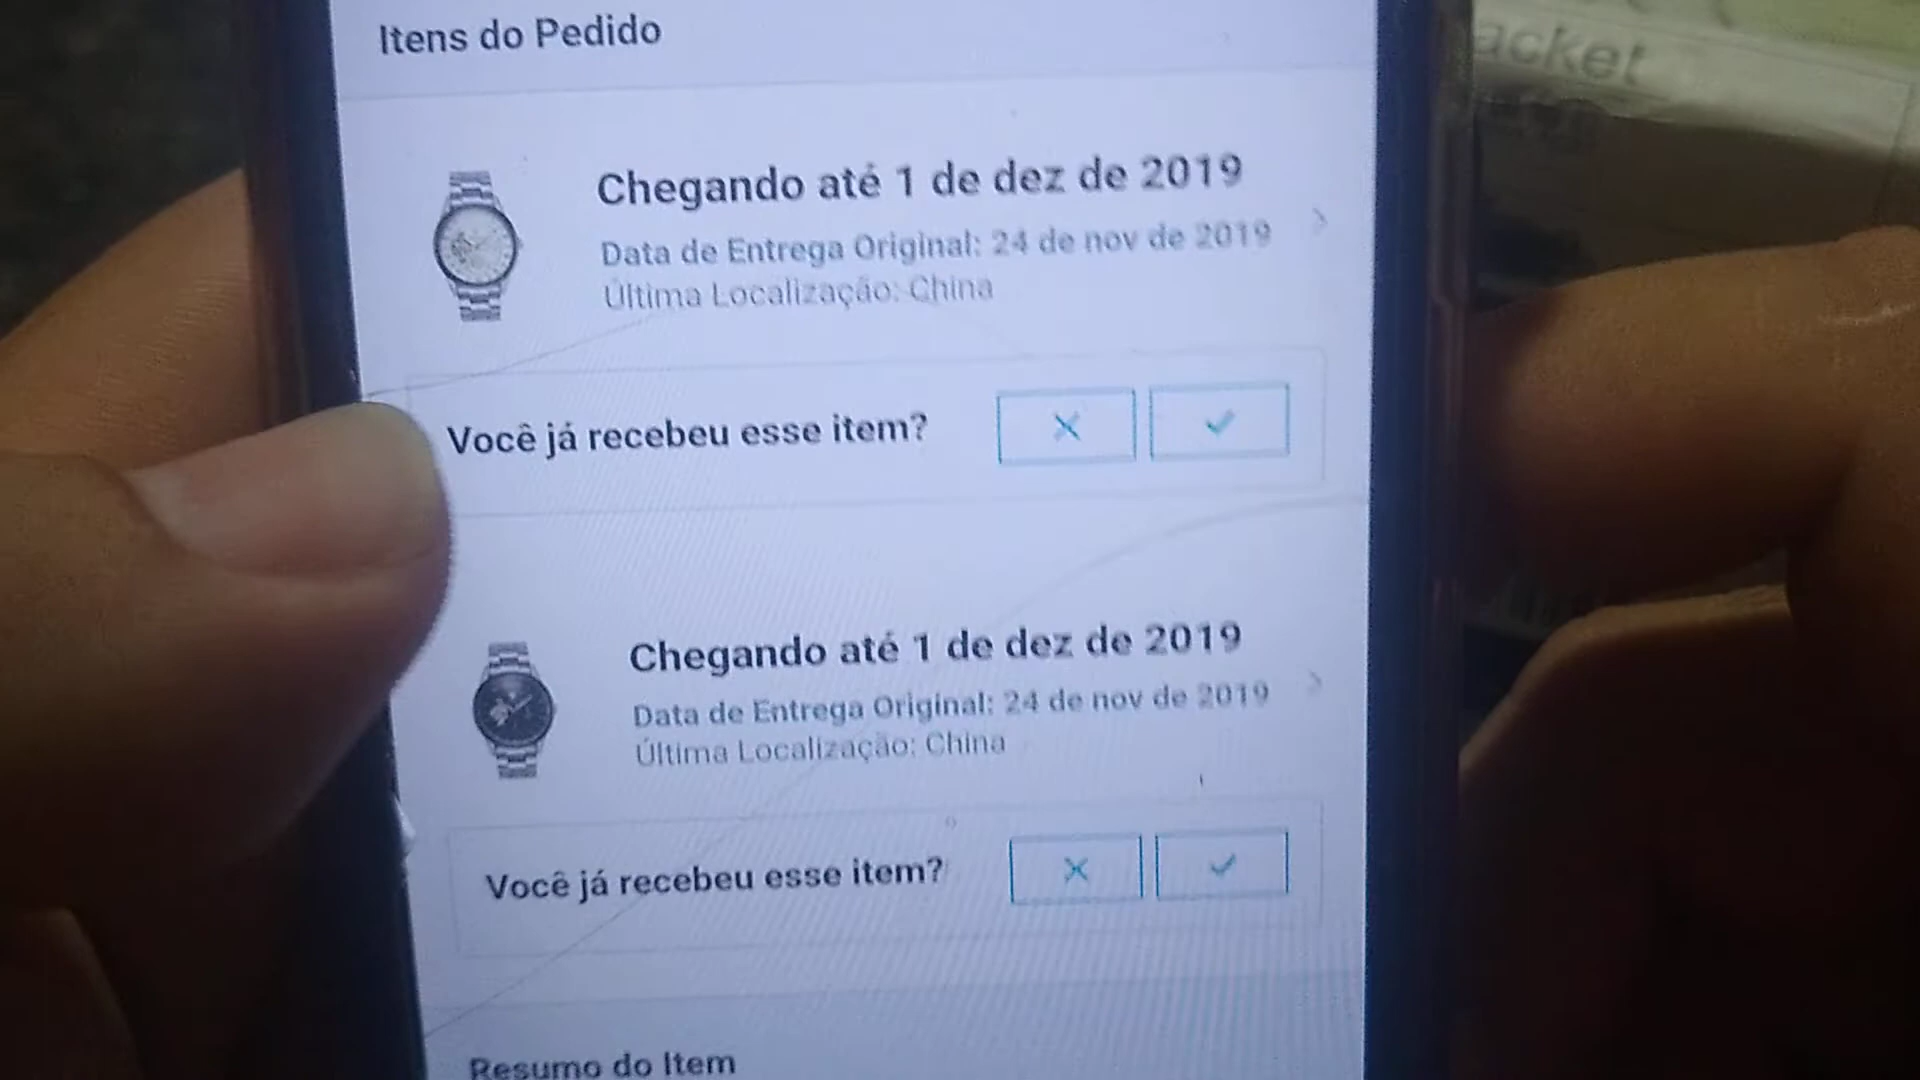 Itens do Pedido
acket
Chegando até 1 de dez de 2019
Data de Entrega Original: 24 de nov de 2019
Última Localização: China
Você já recebeu esse item?
Chegando até 1 de dez de 2019
Data de Entrega Original: 24 de nov de 2019
Última Localização: China
Você já recebeu esse item?
Resumo do Item